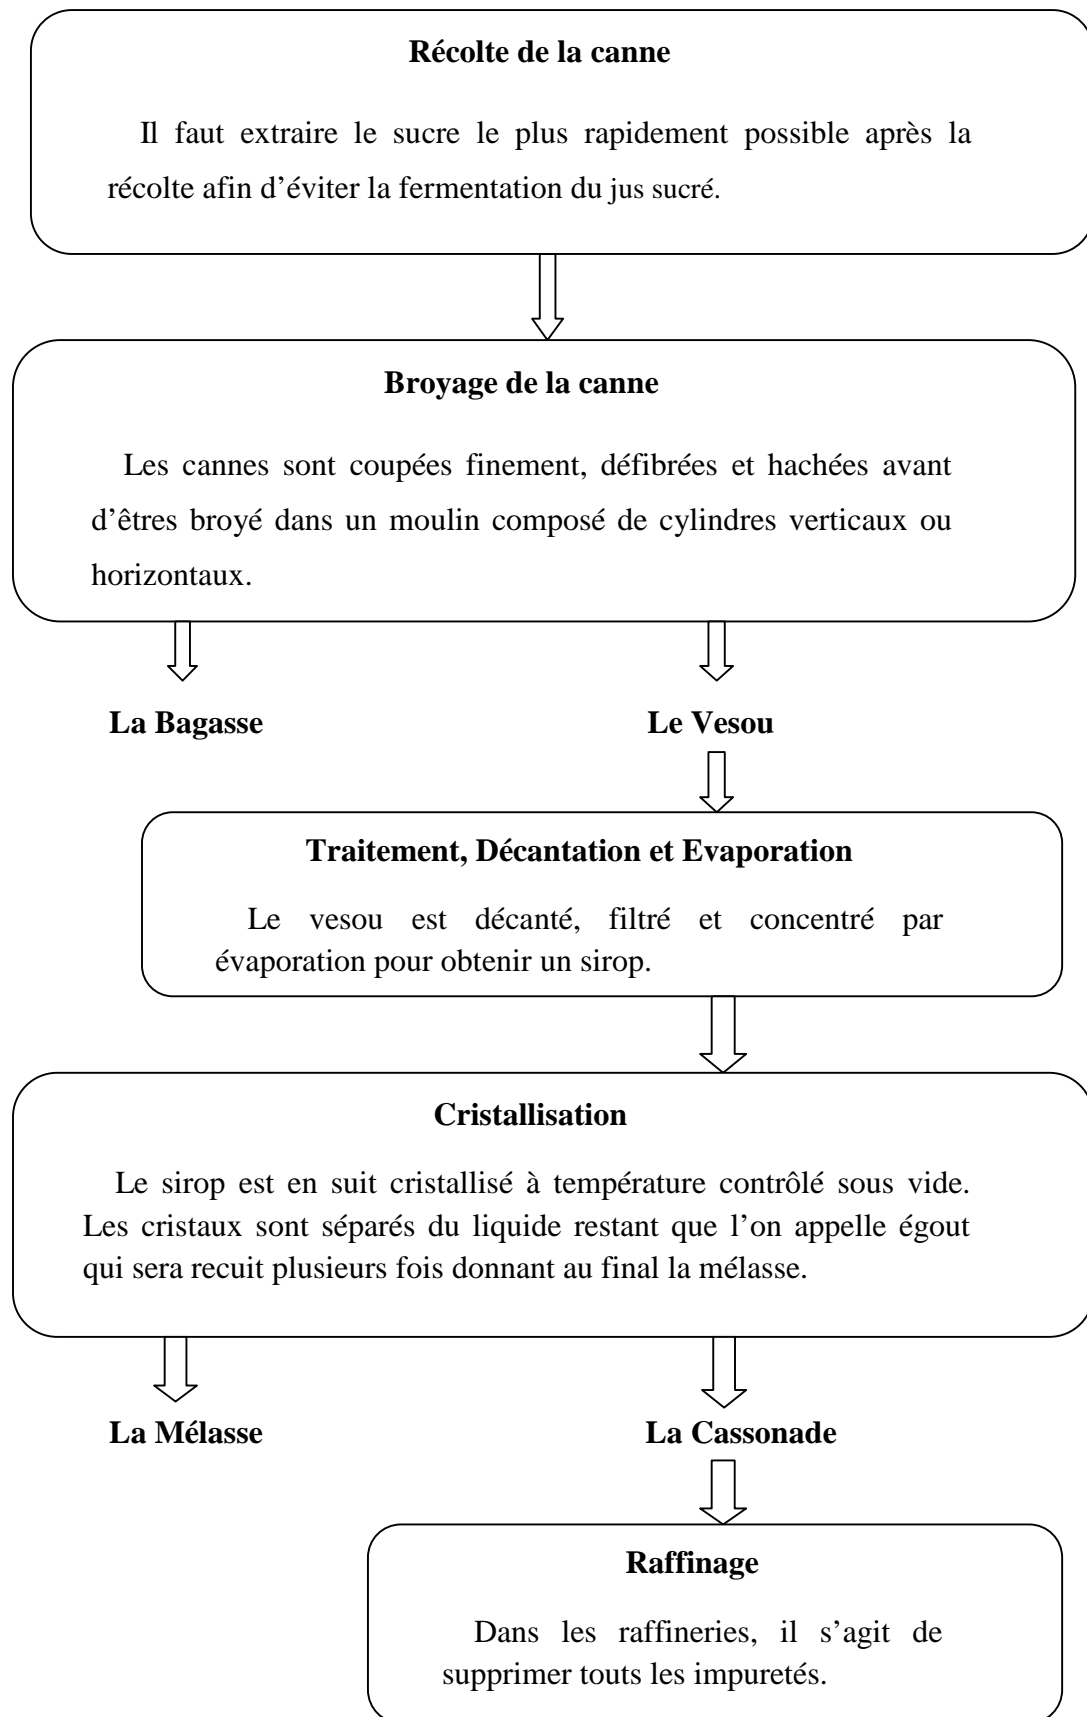 Récolte de la canne
Il faut extraire le sucre le plus rapidement possible après la
récolte afin d’éviter la fermentation du jus sucré.
Broyage de la canne
Les cannes sont coupées finement, défibrées et hachées avant
d’êtres broyé dans un moulin composé de cylindres verticaux ou
horizontaux.
La Bagasse
Le Vesou
Traitement, Décantation et Evaporation
Le vesou est décanté, filtré et concentré par
évaporation pour obtenir un sirop.
Cristallisation
Le sirop est en suit cristallisé à température contrôlé sous vide.
Les cristaux sont séparés du liquide restant que l’on appelle égout
qui sera recuit plusieurs fois donnant au final la mélasse.
La Mélasse
La Cassonade
Raffinage
Dans les raffineries, il s’agit de
supprimer touts les impuretés.